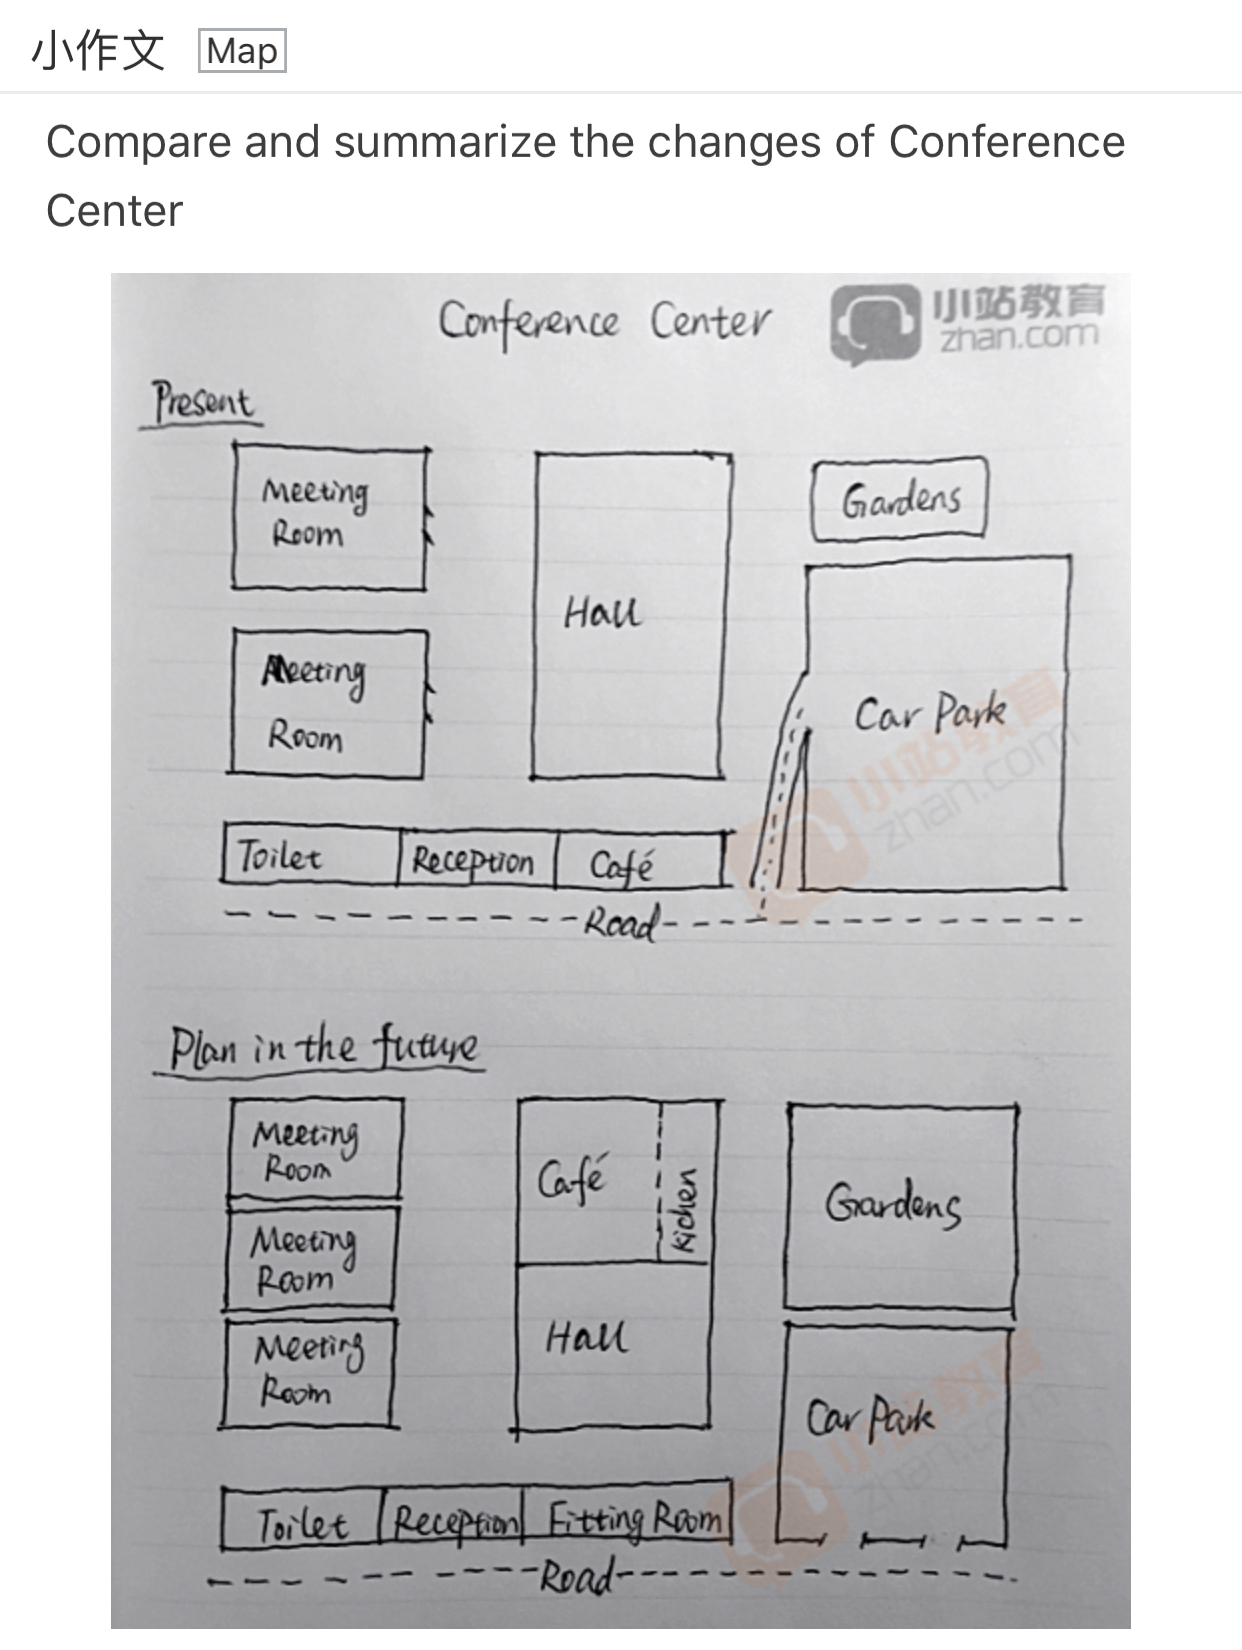 小作文 Map
Compare and summarize the changes of Conference
Center
Conference Center
小站教育
zhan.com
Present
Meeting
Room
Hall
Gardens
Meeting
Room
Car Park
小站教育
zhan.com
Toilet Reception Café
Road
Plan in the future
Meeting
Room
Café
kichen
Gardens
Meeting
Room
Hall
Meeting
Room
Car Park
小站教育
zhan.com
Toilet Reception Fitting Room
Road